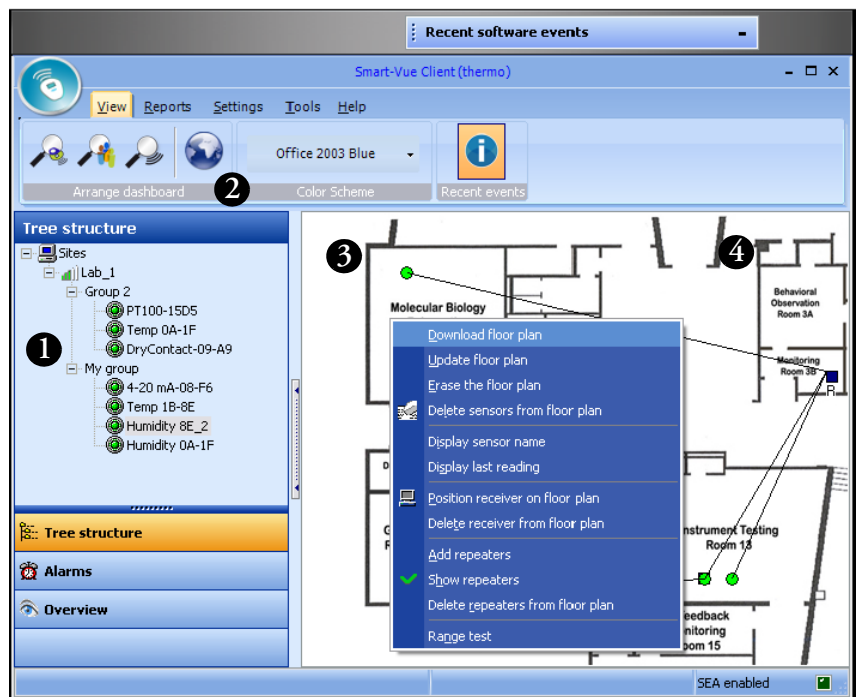 Recent software events
Smart-Vue Client (thermo)
View Reports Settings Tools Help
Office 2003 Blue
Arrange dashboard
2
Color Scheme
Recent events
Tree structure
Sites
Lab_1
Group 2
PT100-15D5
Temp 0A-1F
DryContact-09-A9
1
My group
4-20 mA-08-F6
Temp 1B-8E
Humidity 8E_2
Humidity 0A-1F
Tree structure
Alarms
Overview
3
4
Molecular Biology
Behavioral
Observation
Room 3A
Monitoring
Room 3B
R
Download floor plan
Update floor plan
Erase the floor plan
Delete sensors from floor plan
Display sensor name
Display last reading
Position receiver on floor plan
Delete receiver from floor plan
Add repeaters
Show repeaters
Delete repeaters from floor plan
Range test
nstrument Testing
Room 13
eedback
nitoring
oom 15
SEA enabled